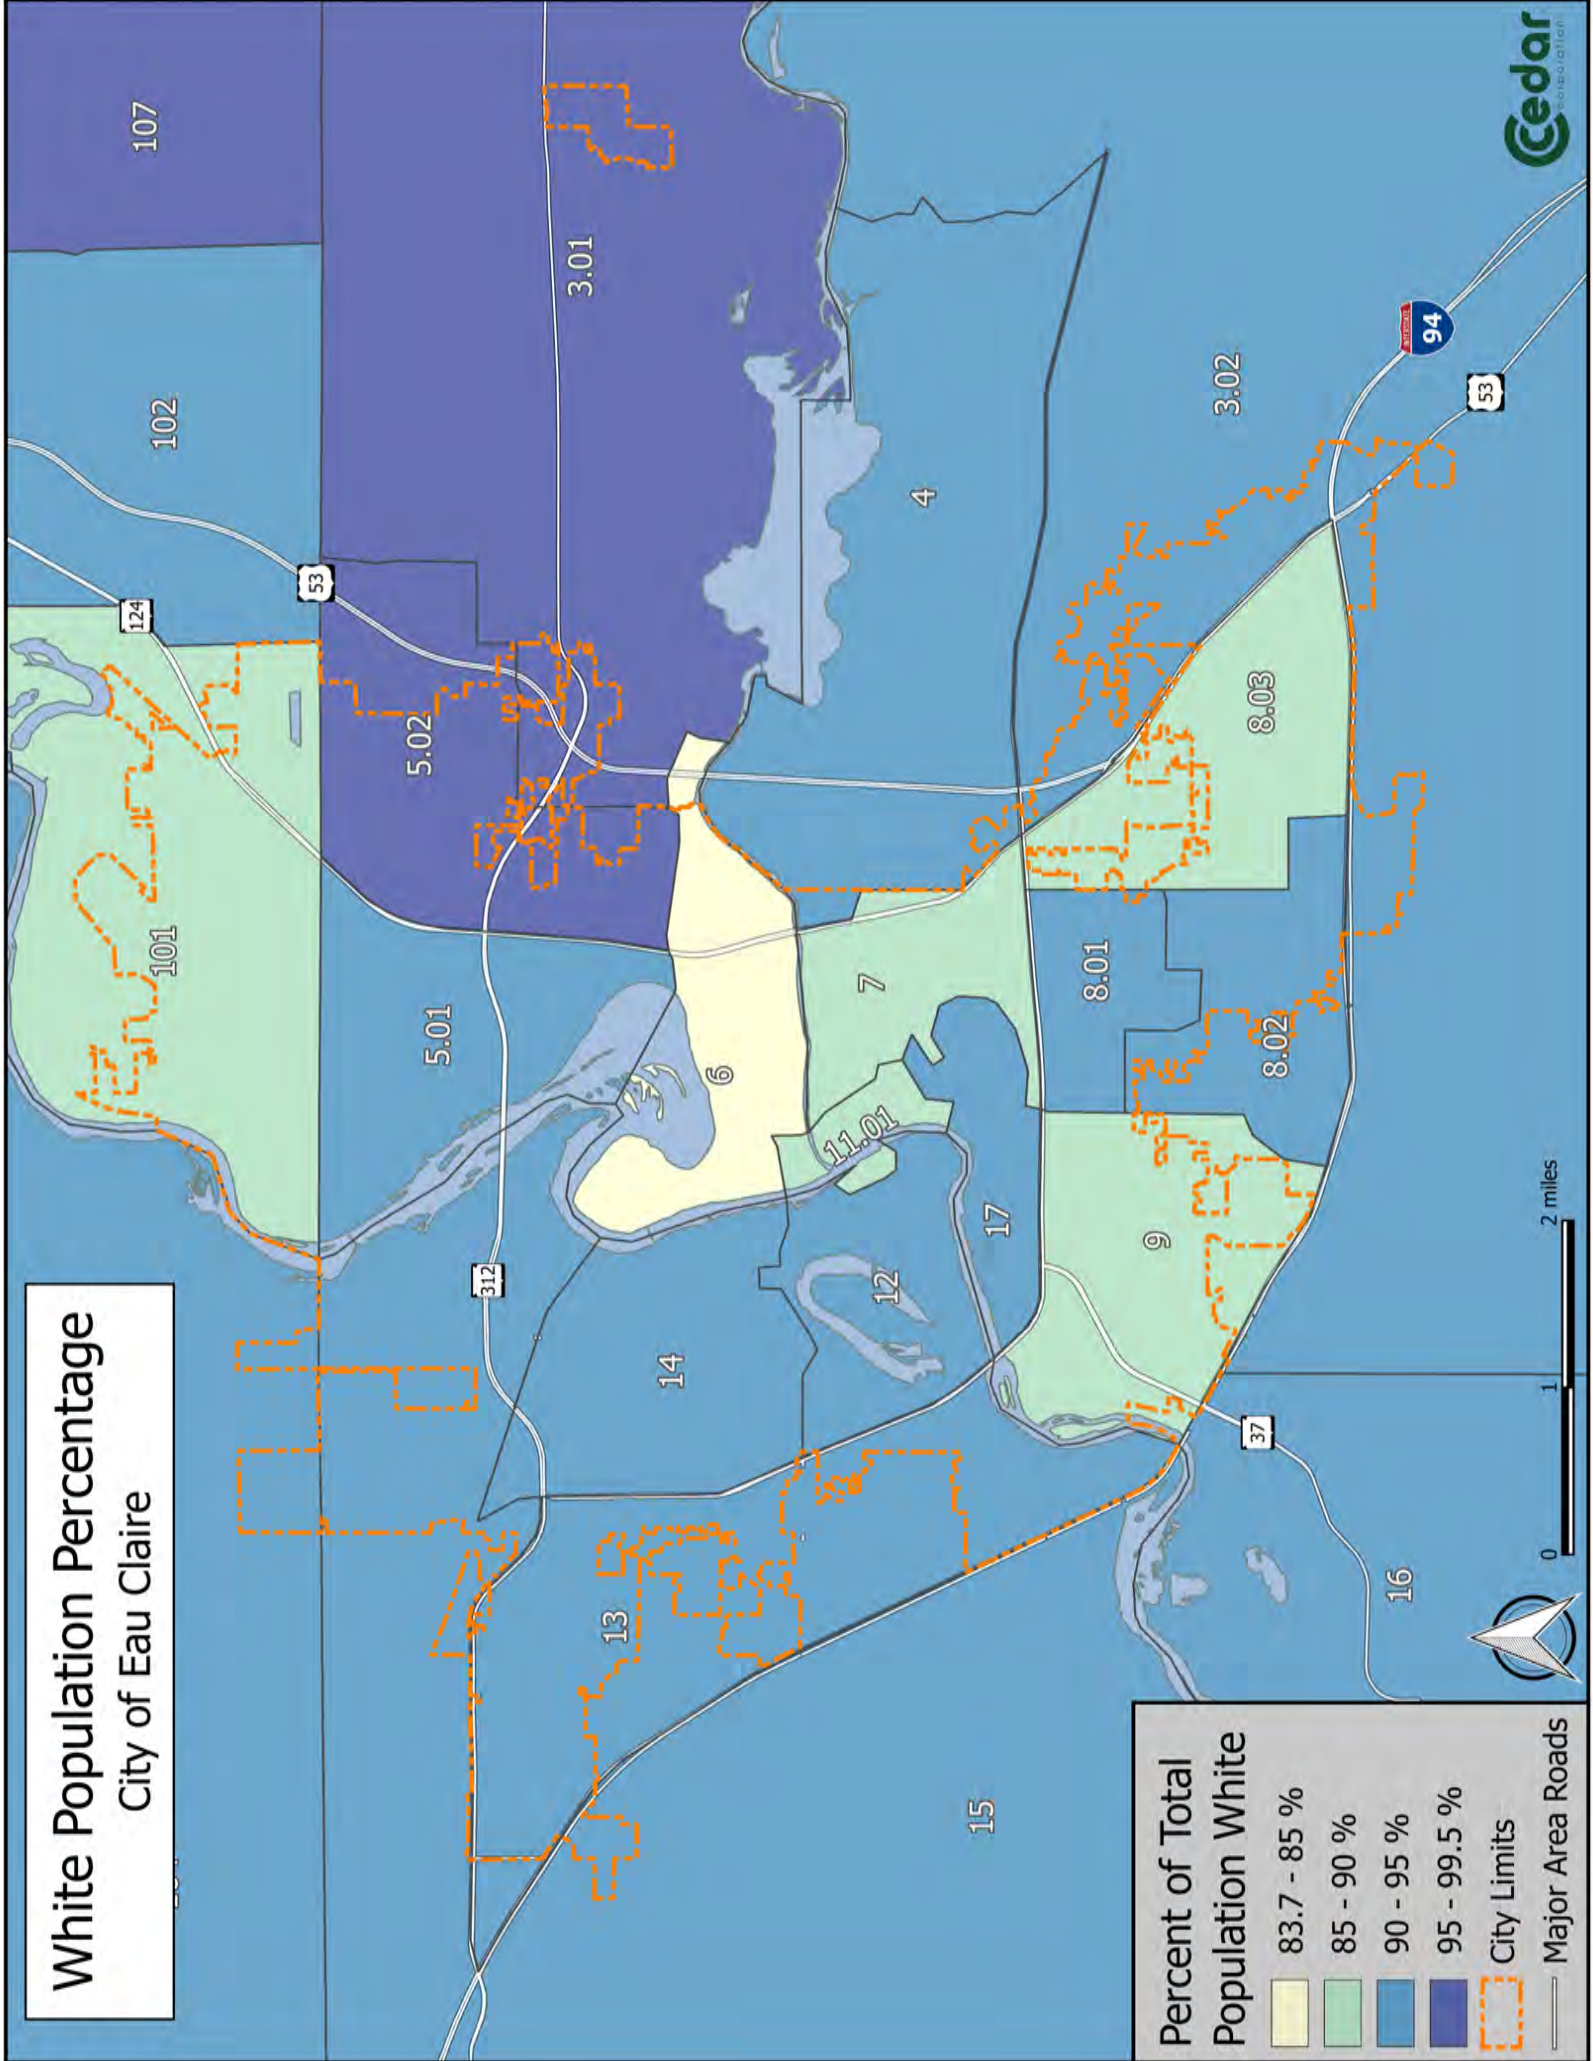 White Population Percentage
City of Eau Claire
107
102
124
53
101
5.02
3.01
5.01
312
6
4
7
14
11.01
12
17
13
15
8.01
8.02
8.03
3.02
9
94
INTERSTATE
53
37
16
Percent of Total
Population White
83.7 - 85 %
85 - 90 %
90 - 95 %
95 - 99.5 %
City Limits
Major Area Roads
0 1 2 miles
Cedar
corporation